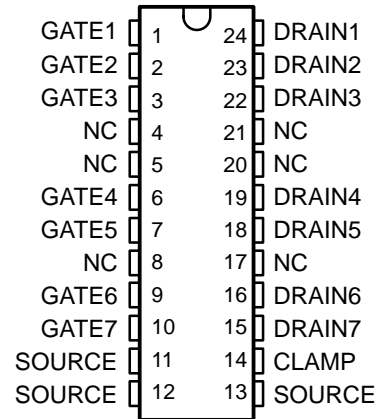 GATE1 1 24 DRAIN1
GATE2 2 23 DRAIN2
GATE3 3 22 DRAIN3
NC 4 21 NC
NC 5 20 NC
GATE4 6 19 DRAIN4
GATE5 7 18 DRAIN5
NC 8 17 NC
GATE6 9 16 DRAIN6
GATE7 10 15 DRAIN7
SOURCE 11 14 CLAMP
SOURCE 12 13 SOURCE